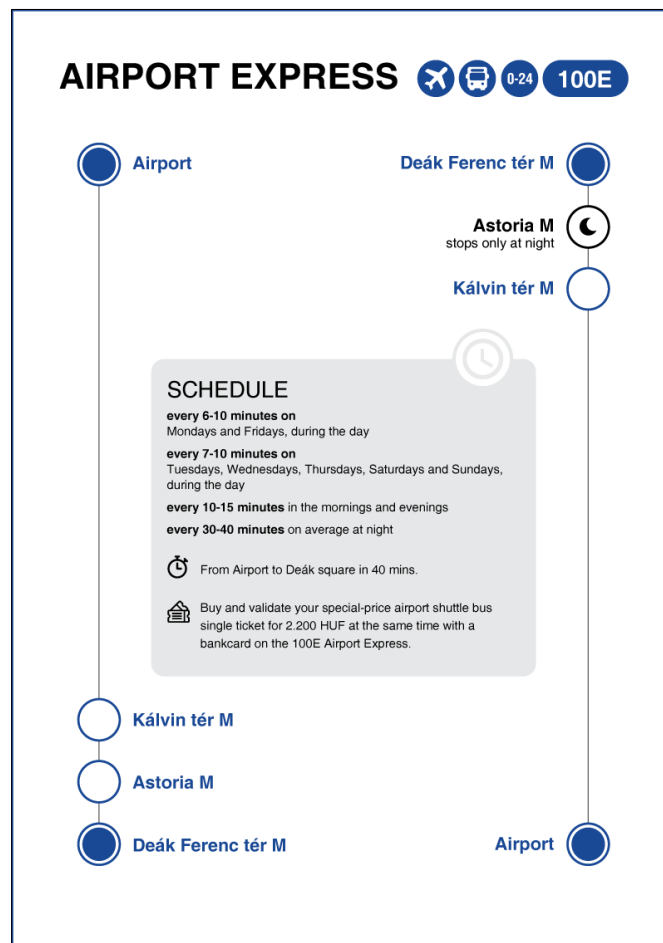 AIRPORT EXPRESS 0-24 100E
Airport
Deák Ferenc tér M
Astoria M
stops only at night
Kálvin tér M
SCHEDULE
every 6-10 minutes on
Mondays and Fridays, during the day
every 7-10 minutes on
Tuesdays, Wednesdays, Thursdays, Saturdays and Sundays,
during the day
every 10-15 minutes in the mornings and evenings
every 30-40 minutes on average at night
From Airport to Deák square in 40 mins.
Buy and validate your special-price airport shuttle bus
single ticket for 2.200 HUF at the same time with a
bankcard on the 100E Airport Express.
Kálvin tér M
Astoria M
Deák Ferenc tér M
Airport